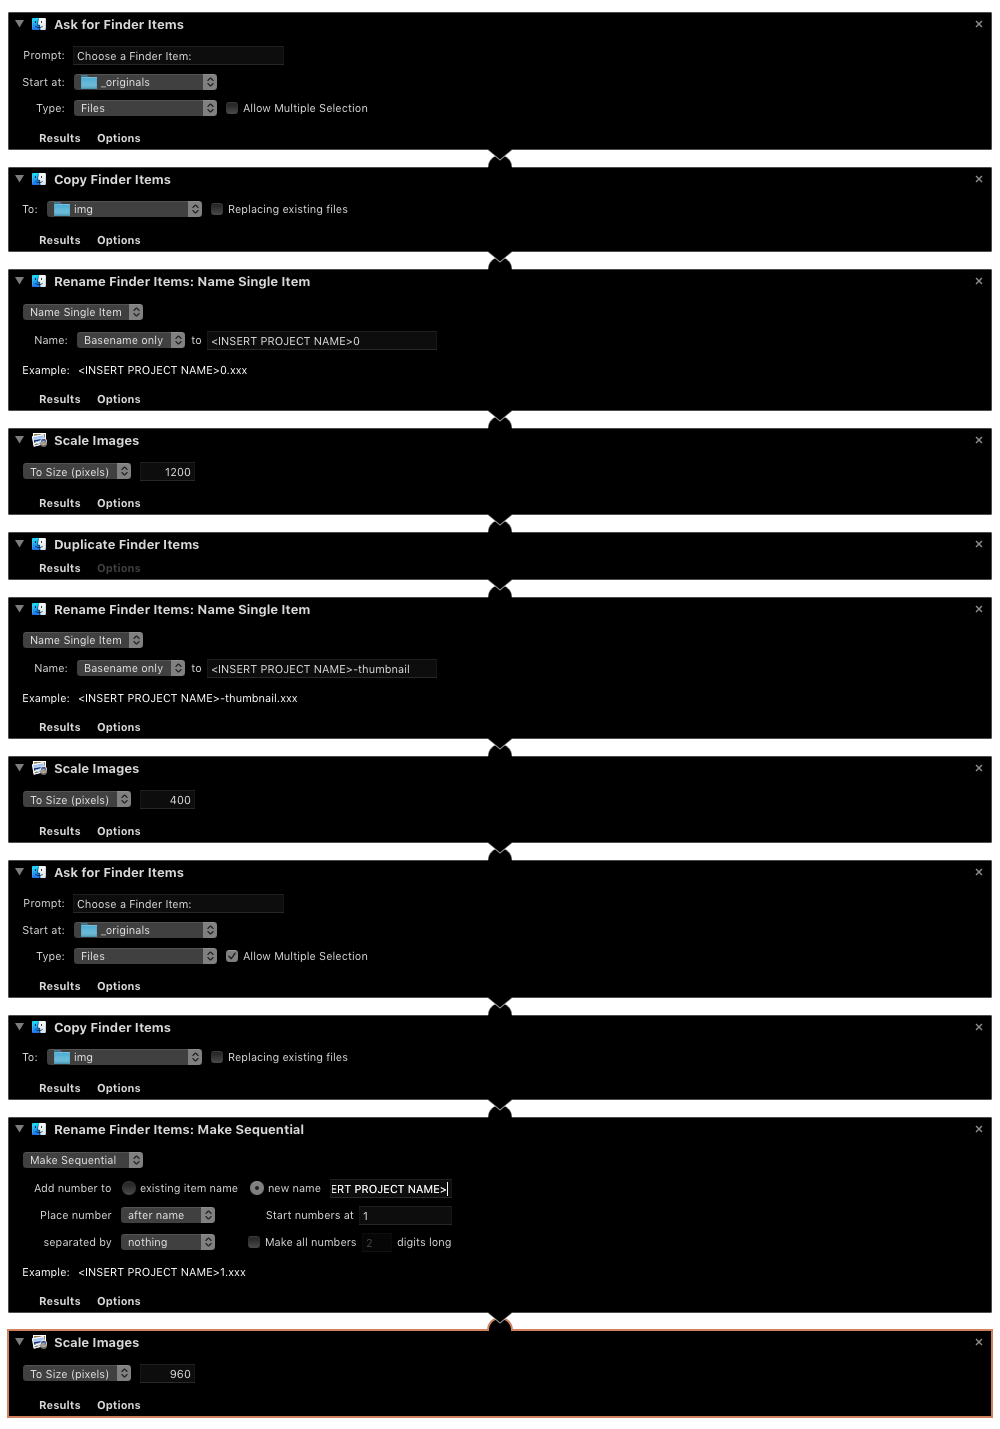 Ask for Finder Items
Prompt: Choose a Finder Item:
Start at: _originals
Type: Files Allow Multiple Selection
Results Options
Copy Finder Items
To: img Replacing existing files
Results Options
Rename Finder Items: Name Single Item
Name Single Item
Name: Basename only to <INSERT PROJECT NAME>0
Example: <INSERT PROJECT NAME>0.xxx
Results Options
Scale Images
To Size (pixels) 1200
Results Options
Duplicate Finder Items
Results Options
Rename Finder Items: Name Single Item
Name Single Item
Name: Basename only to <INSERT PROJECT NAME>-thumbnail
Example: <INSERT PROJECT NAME>-thumbnail.xxx
Results Options
Scale Images
To Size (pixels) 400
Results Options
Ask for Finder Items
Prompt: Choose a Finder Item:
Start at: _originals
Type: Files Allow Multiple Selection
Results Options
Copy Finder Items
To: img Replacing existing files
Results Options
Rename Finder Items: Make Sequential
Make Sequential
Add number to existing item name new name ERT PROJECT NAME>
Place number after name Start numbers at 1
separated by nothing Make all numbers 2 digits long
Example: <INSERT PROJECT NAME>1.xxx
Results Options
Scale Images
To Size (pixels) 960
Results Options